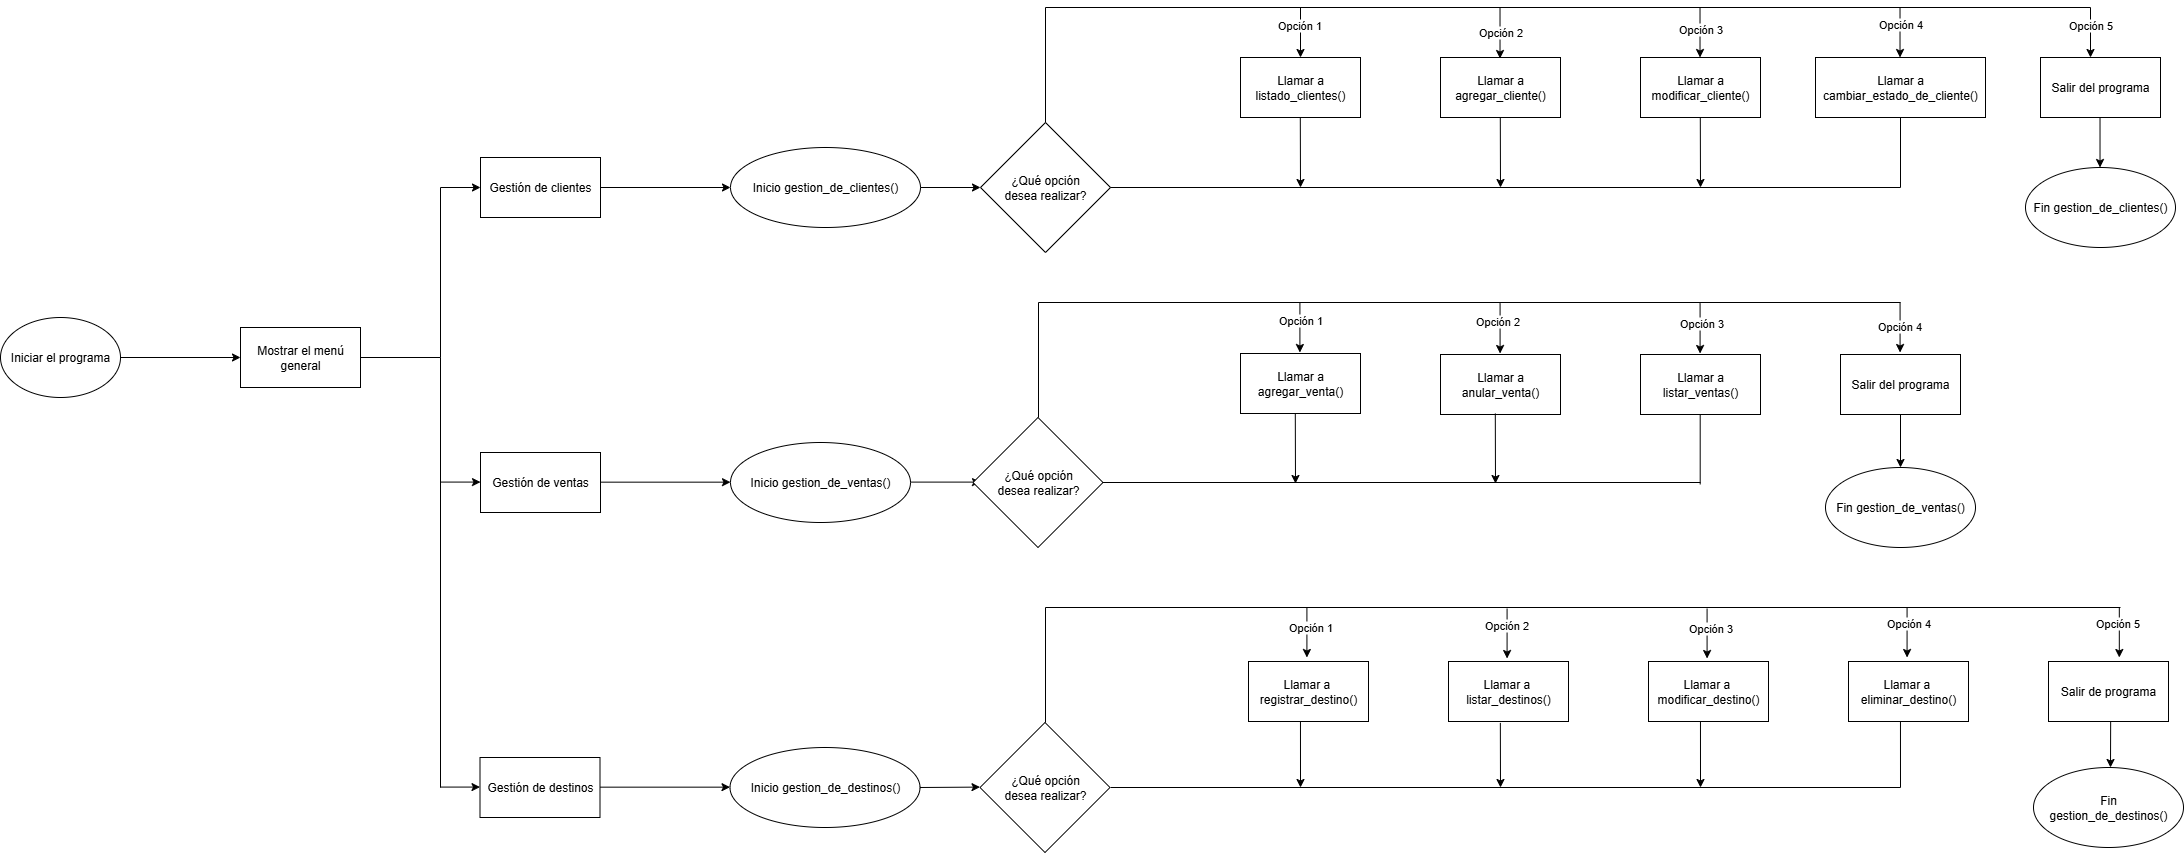 Opción 1
Opción 2
Opción 3
Opción 4
Opción 5
Llamar a
listado_clientes()
Llamar a
agregar_cliente()
Llamar a
modificar_cliente()
Llamar a
cambiar_estado_de_cliente()
Salir del programa
Gestión de clientes
Inicio gestion_de_clientes()
¿Qué opción
desea realizar?
Fin gestion_de_clientes()
Iniciar el programa
Mostrar el menú
general
Opción 1
Opción 2
Opción 3
Opción 4
Llamar a
agregar_venta()
Llamar a
anular_venta()
Llamar a
listar_ventas()
Salir del programa
Gestión de ventas
Inicio gestion_de_ventas()
¿Qué opción
desea realizar?
Fin gestion_de_ventas()
Opción 1
Opción 2
Opción 3
Opción 4
Opción 5
Llamar a
registrar_destino()
Llamar a
listar_destinos()
Llamar a
modificar_destino()
Llamar a
eliminar_destino()
Salir de programa
Gestión de destinos
Inicio gestion_de_destinos()
¿Qué opción
desea realizar?
Fin
gestion_de_destinos()